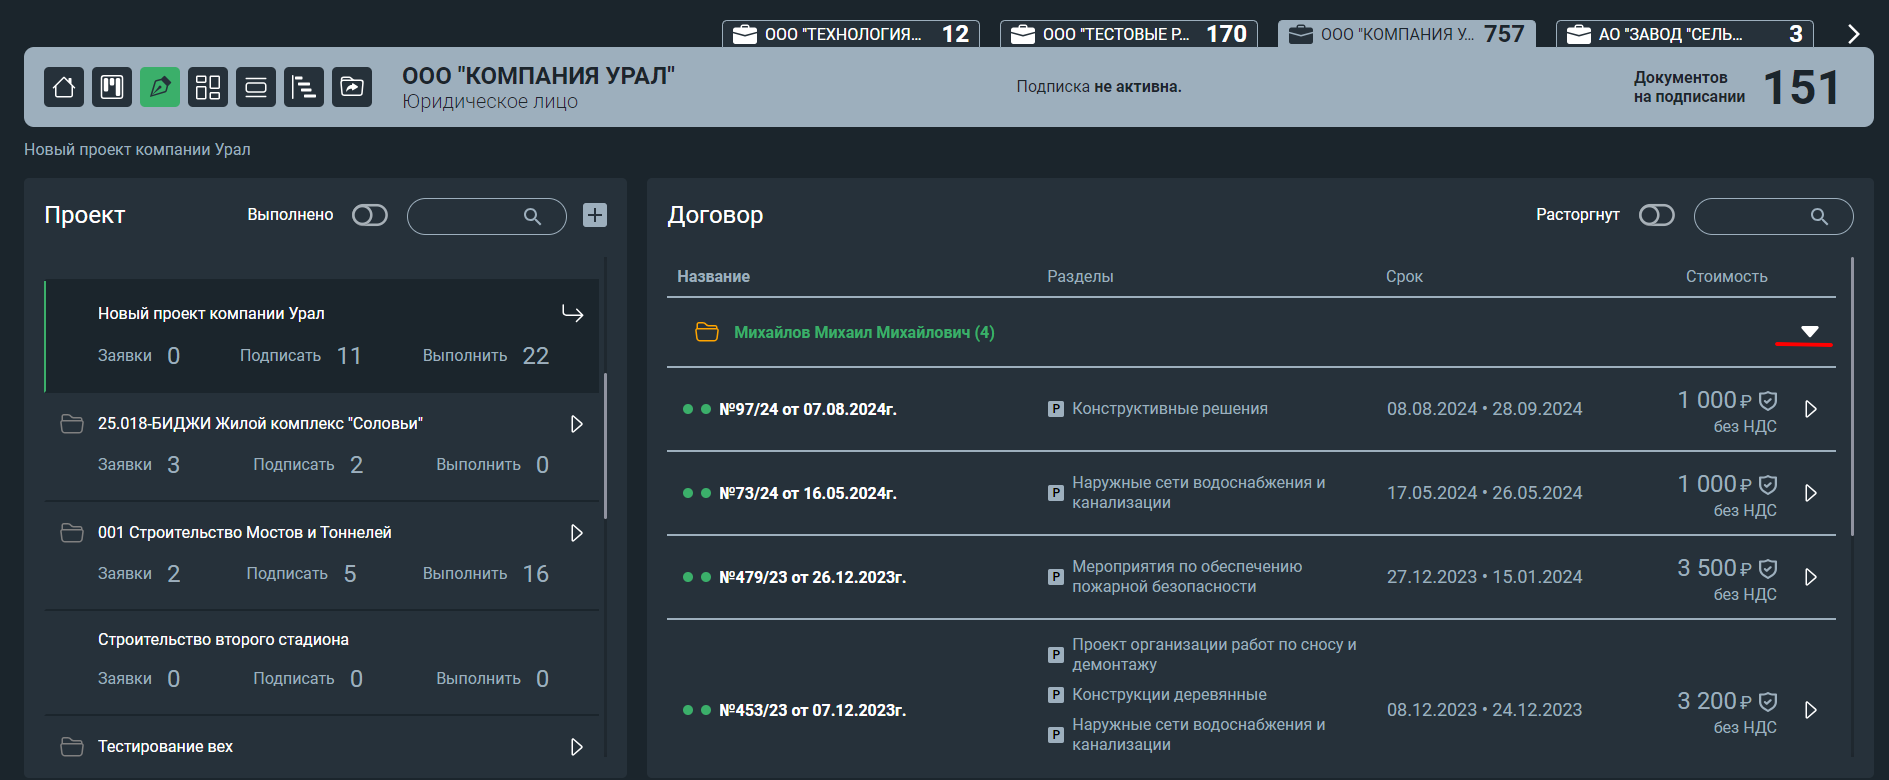 ООО "ТЕХНОЛОГИЯ... 12
ООО "ТЕСТОВЫЕ Р... 170
ООО "КОМПАНИЯ У... 757
АО "ЗАВОД "СЕЛЬ... 3
ООО "КОМПАНИЯ УРАЛ"
Юридическое лицо
Подписка не активна.
Документов
на подписании
151
Новый проект компании Урал
Проект
Выполнено
Новый проект компании Урал
Заявки 0 Подписать 11 Выполнить 22
25.018-БИДЖИ Жилой комплекс "Соловьи"
Заявки 3 Подписать 2 Выполнить 0
001 Строительство Мостов и Тоннелей
Заявки 2 Подписать 5 Выполнить 16
Строительство второго стадиона
Заявки 0 Подписать 0 Выполнить 0
Тестирование вех
Договор
Расторгнут
Название Разделы Срок Стоимость
Михайлов Михаил Михайлович (4)
№97/24 от 07.08.2024г.
Р Конструктивные решения
08.08.2024 • 28.09.2024
1 000 ₽
без НДС
№73/24 от 16.05.2024г.
Р Наружные сети водоснабжения и
канализации
17.05.2024 • 26.05.2024
1 000 ₽
без НДС
№479/23 от 26.12.2023г.
Р Мероприятия по обеспечению
пожарной безопасности
27.12.2023 • 15.01.2024
3 500 ₽
без НДС
№453/23 от 07.12.2023г.
Р Проект организации работ по сносу и
демонтажу
Р Конструкции деревянные
Р Наружные сети водоснабжения и
канализации
08.12.2023 • 24.12.2023
3 200 ₽
без НДС